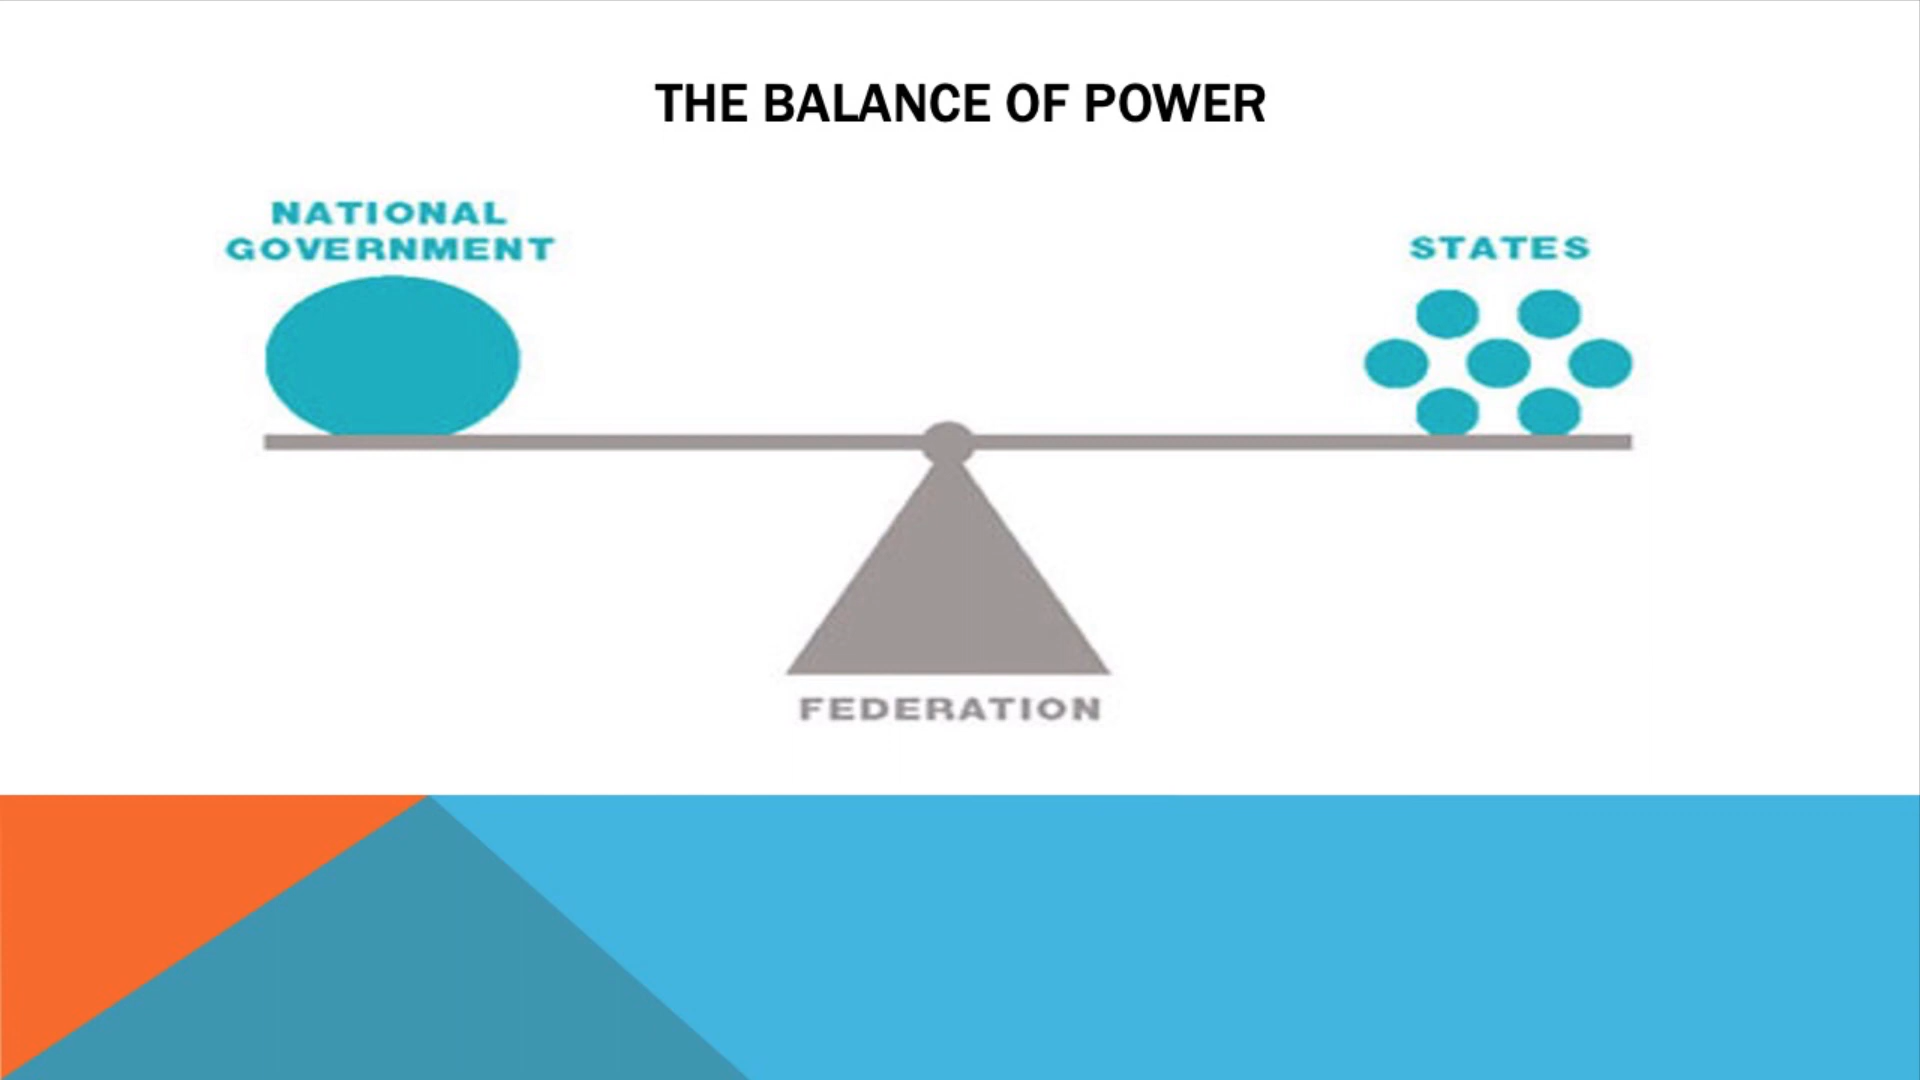 THE BALANCE OF POWER
NATIONAL
GOVERNMENT
STATES
FEDERATION